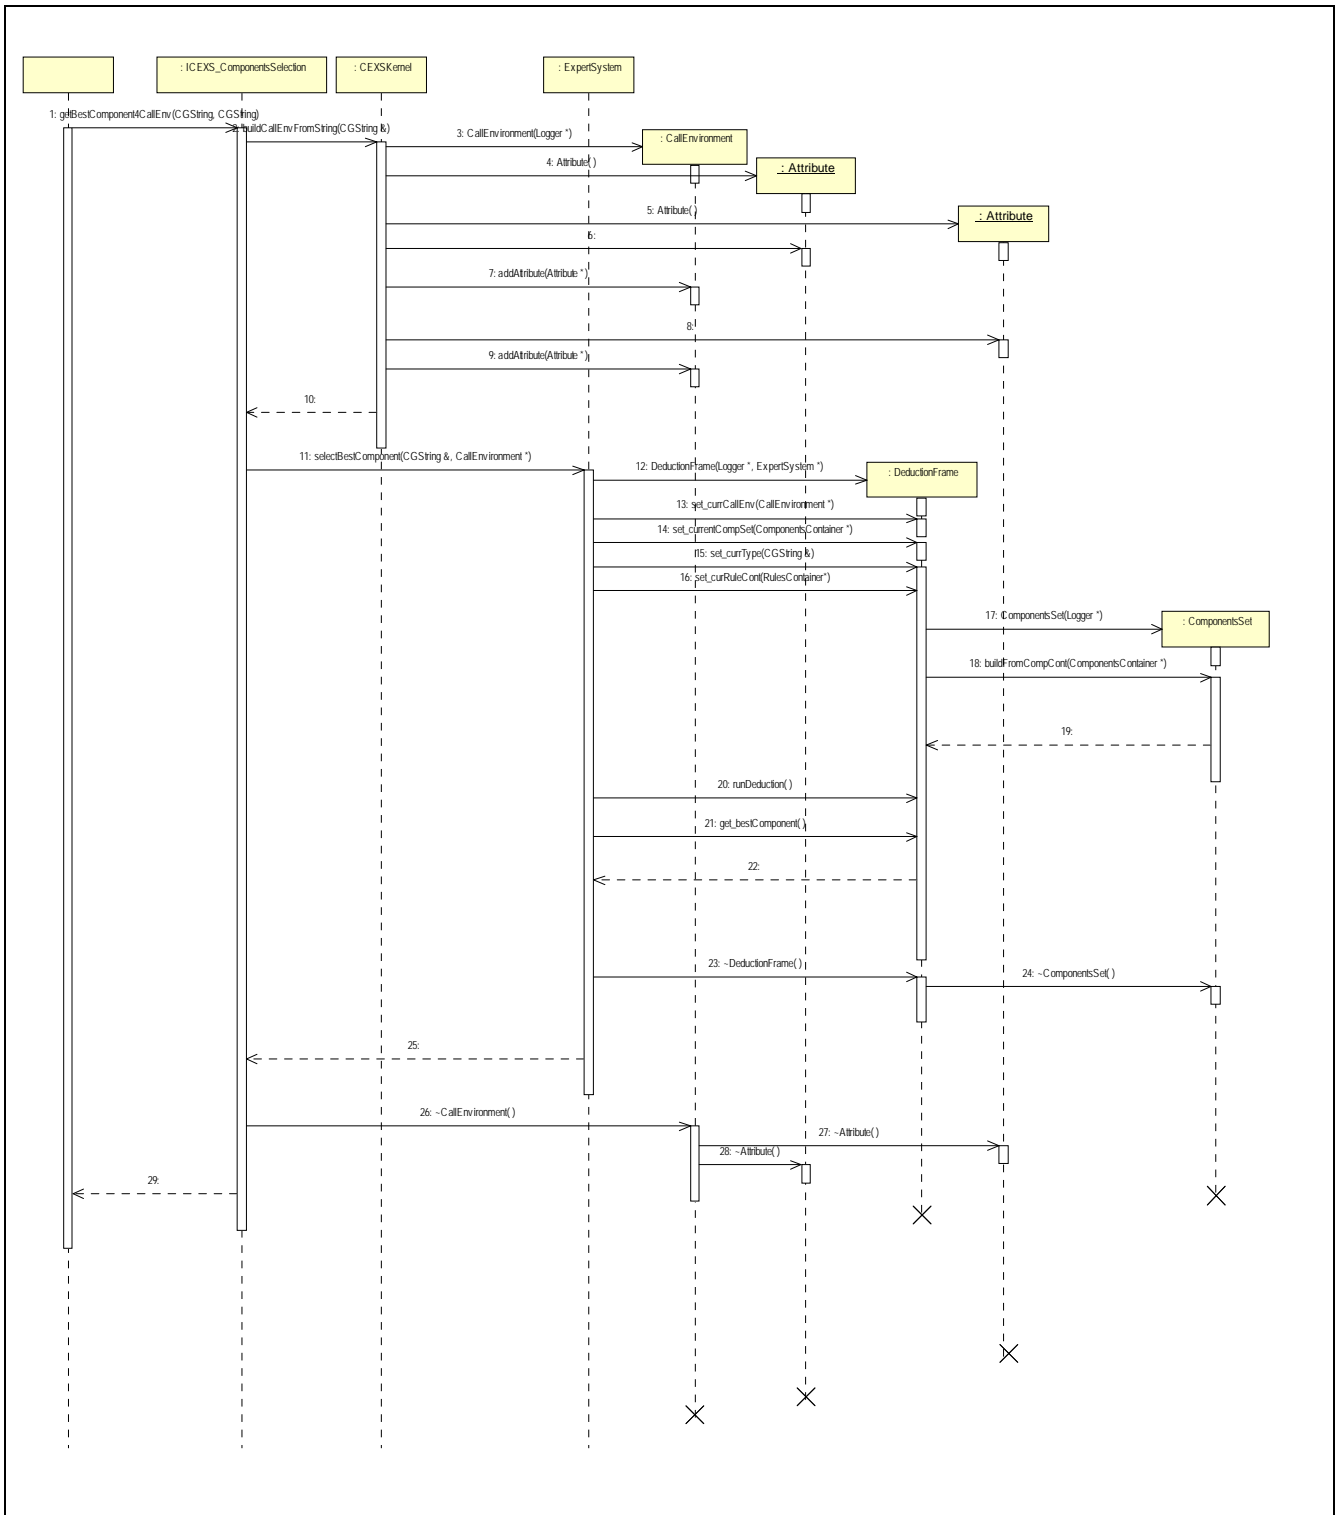 : ICEXS_ComponentsSelection
: CEXSKernel
: ExpertSystem
1: getBestComponent4CallEnv(CGString, CGString)
2: buildCallEnvFromString(CGString &)
3: CallEnvironment(Logger *)
: CallEnvironment
4: Attribute( )
: Attribute
5: Attribute( )
: Attribute
6:
7: addAttribute(Attribute *)
8:
9: addAttribute(Attribute *)
10:
11: selectBestComponent(CGString &, CallEnvironment *)
12: DeductionFrame(Logger *, ExpertSystem *)
: DeductionFrame
13: set_currCallEnv(CallEnvironment *)
14: set_currentCompSet(ComponentsContainer *)
15: set_currType(CGString &)
16: set_curRuleCont(RulesContainer*)
17: ComponentsSet(Logger *)
: ComponentsSet
18: buildFromCompCont(ComponentsContainer *)
19:
20: runDeduction( )
21: get_bestComponent( )
22:
23: ~DeductionFrame( )
24: ~ComponentsSet( )
25:
26: ~CallEnvironment( )
27: ~Attribute( )
28: ~Attribute( )
29: